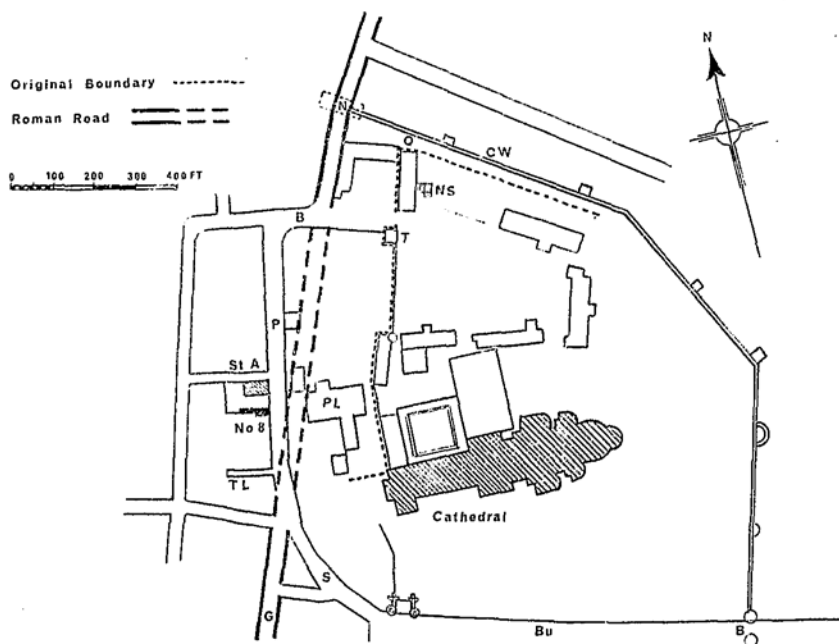 N
Original Boundary
Roman Road
0 100 200 300 400 FT
N
O
CW
NS
B
T
P
St A
PL
No 8
TL
Cathedral
S
G
Bu
B